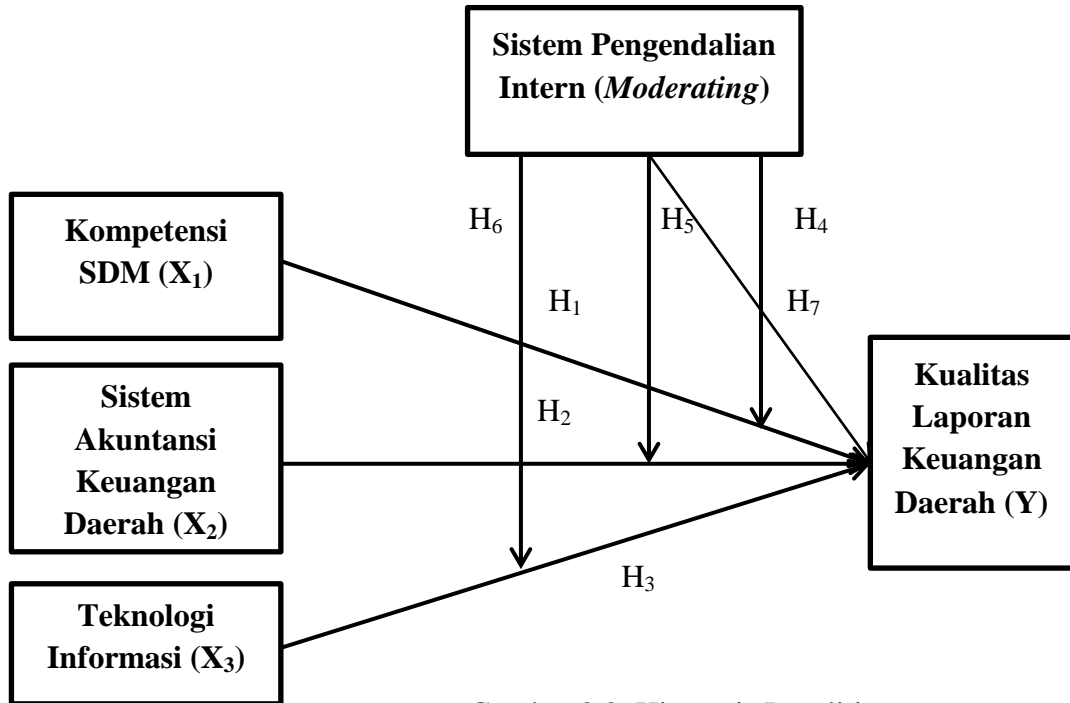 Sistem Pengendalian
Intern (Moderating)
H6
H5
H4
Kompetensi
SDM (X1)
H1
H7
Sistem
Akuntansi
Keuangan
Daerah (X2)
H2
Kualitas
Laporan
Keuangan
Daerah (Y)
H3
Teknologi
Informasi (X3)